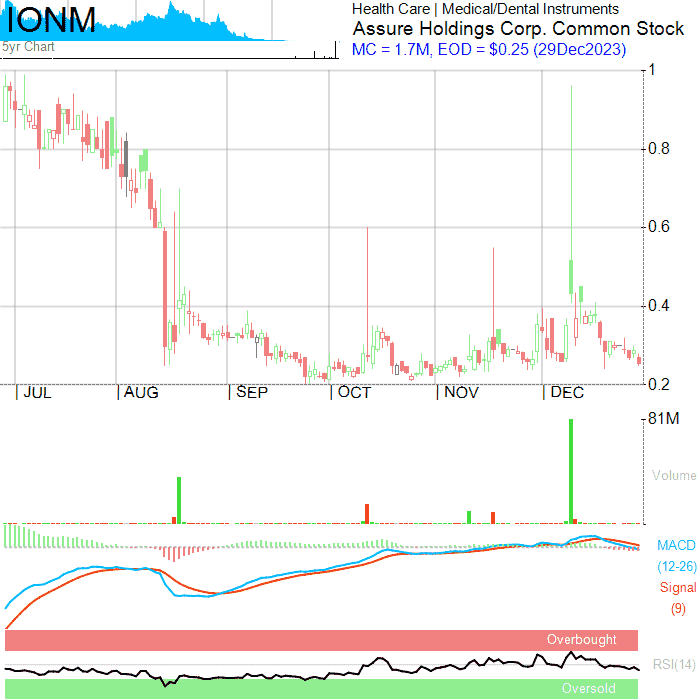 IONM
5yr Chart
Health Care | Medical/Dental Instruments
Assure Holdings Corp. Common Stock
MC = 1.7M, EOD = $0.25 (29Dec2023)
1
0.8
0.6
0.4
0.2
JUL AUG SEP OCT NOV DEC
81M
Volume
MACD
(12-26)
Signal
(9)
Overbought
RSI(14)
Oversold